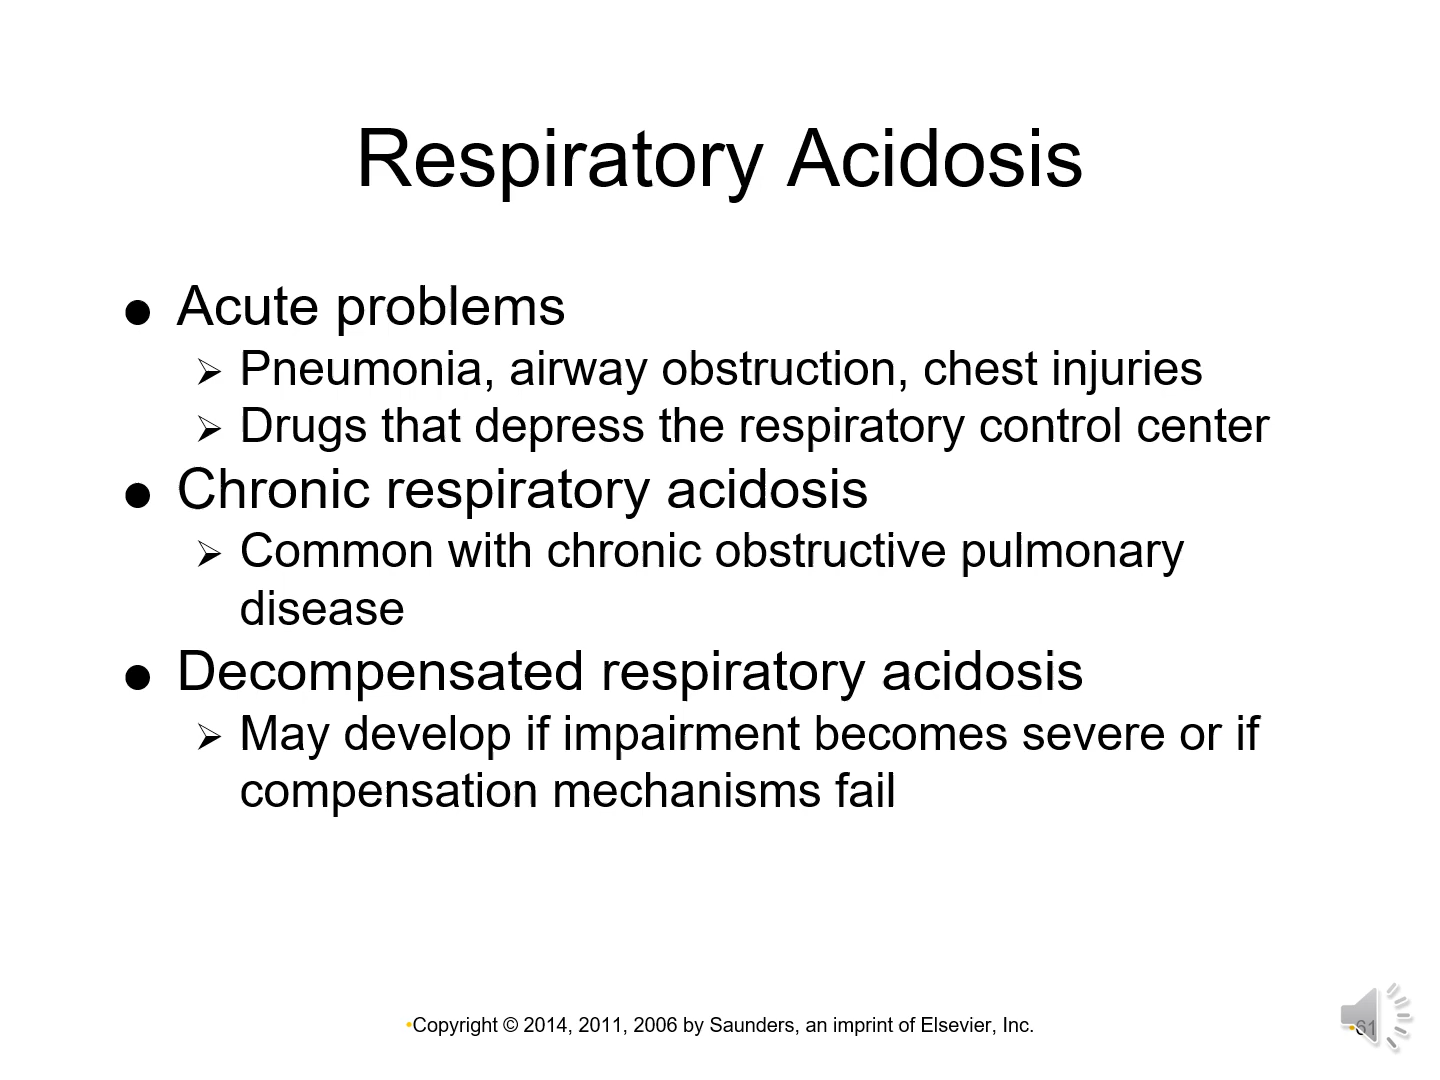 Respiratory Acidosis
● Acute problems
➢ Pneumonia, airway obstruction, chest injuries
➢ Drugs that depress the respiratory control center
● Chronic respiratory acidosis
➢ Common with chronic obstructive pulmonary
disease
● Decompensated respiratory acidosis
➢ May develop if impairment becomes severe or if
compensation mechanisms fail
•Copyright © 2014, 2011, 2006 by Saunders, an imprint of Elsevier, Inc.
•61